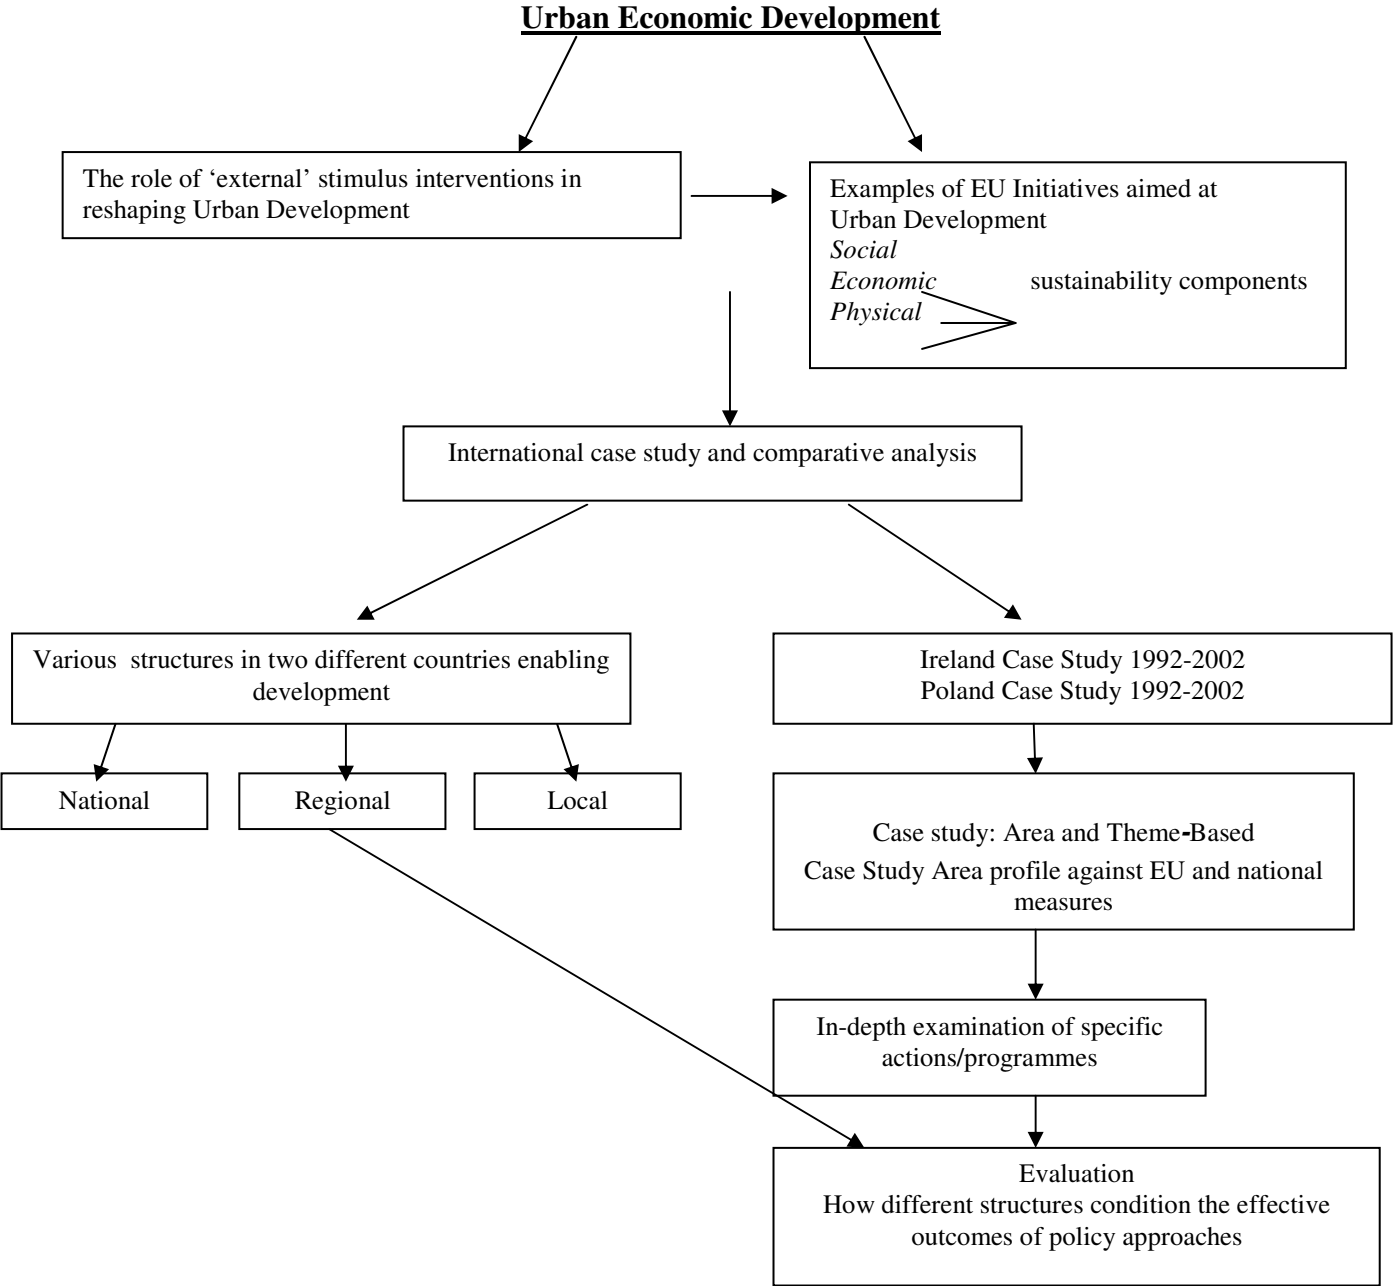 Urban Economic Development
The role of ‘external’ stimulus interventions in
reshaping Urban Development
Examples of EU Initiatives aimed at
Urban Development
Social
Economic sustainability components
Physical
International case study and comparative analysis
Various structures in two different countries enabling
development
Ireland Case Study 1992-2002
Poland Case Study 1992-2002
National
Regional
Local
Case study: Area and Theme-Based
Case Study Area profile against EU and national
measures
In-depth examination of specific
actions/programmes
Evaluation
How different structures condition the effective
outcomes of policy approaches